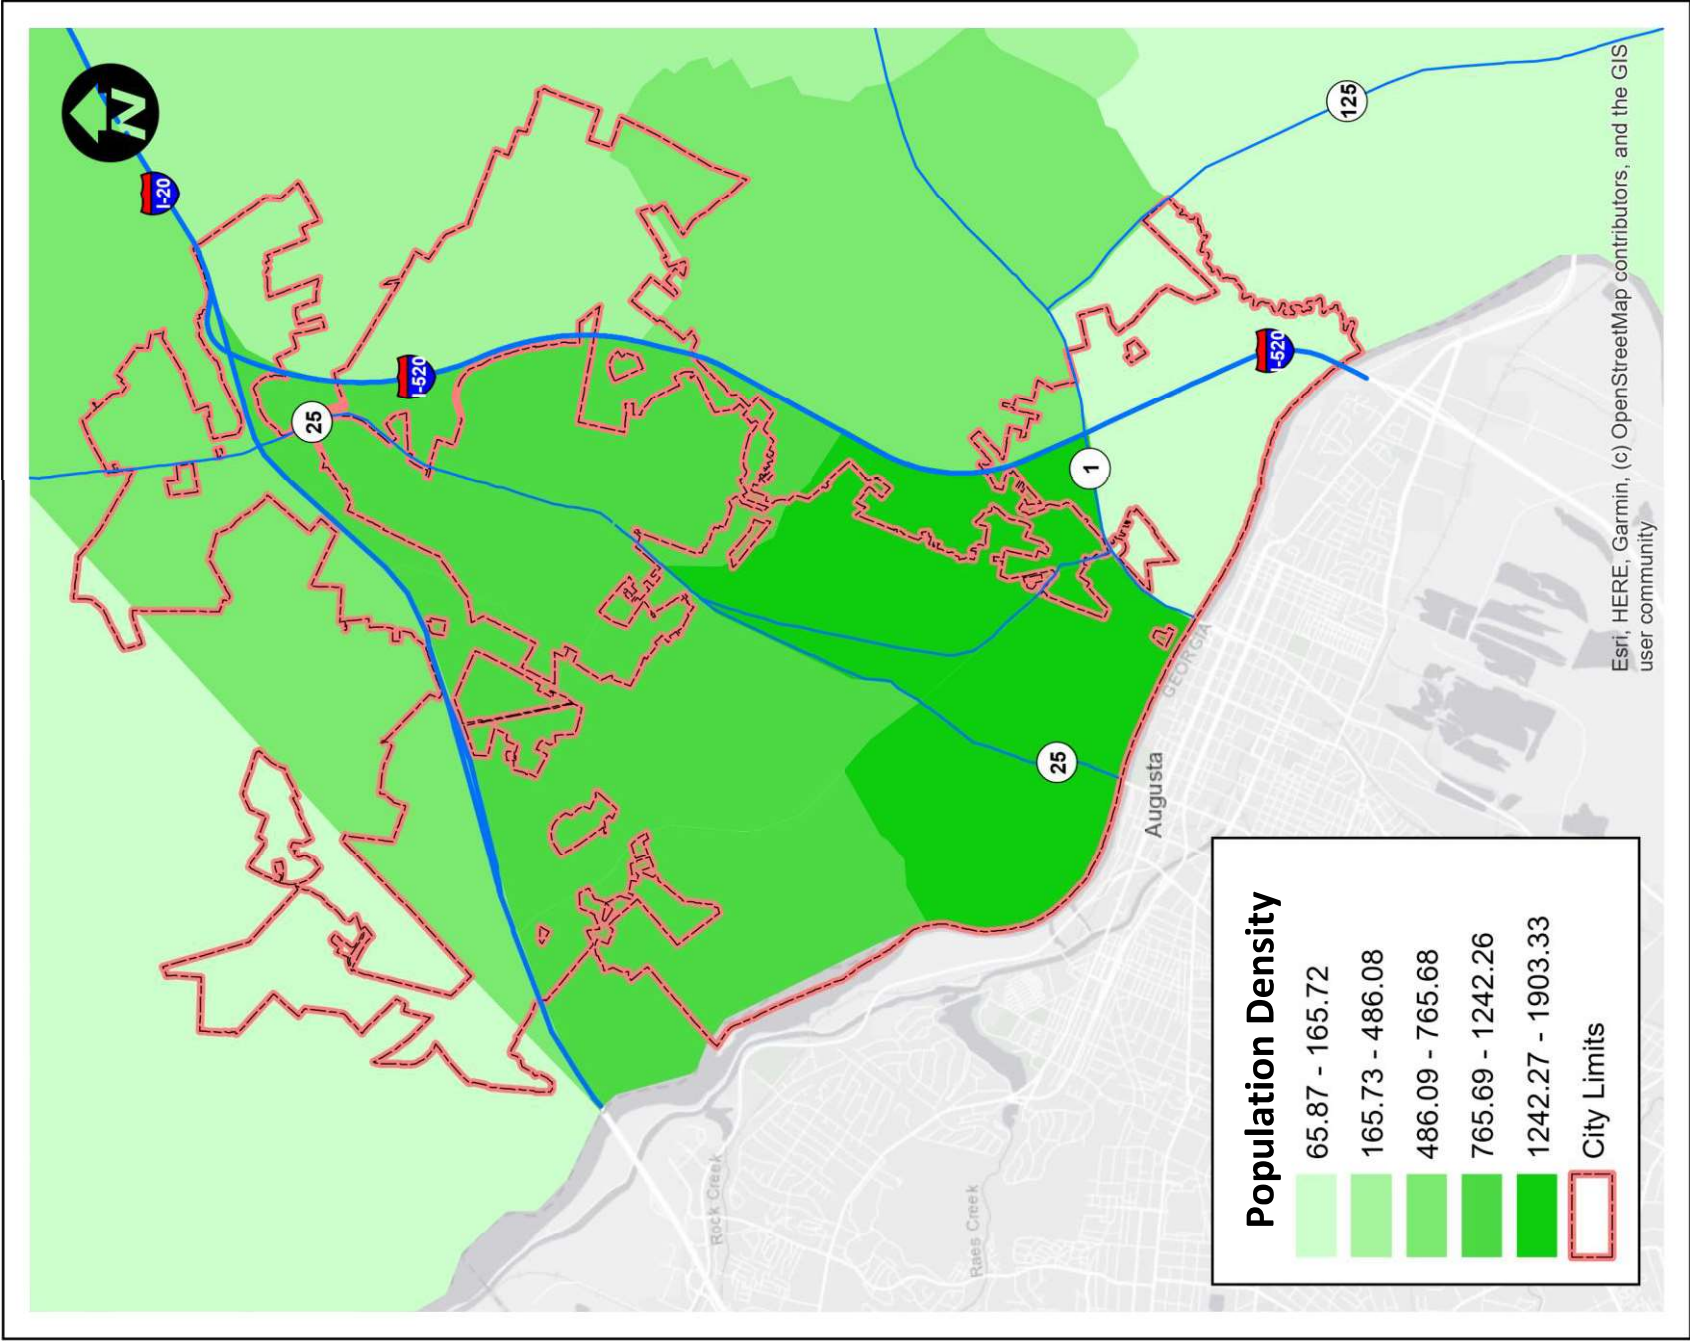 N
I-20
I-520
25
125
I-520
1
25
GEORGIA
Augusta
Rock Creek
Raes Creek
Population Density
65.87 - 165.72
165.73 - 486.08
486.09 - 765.68
765.69 - 1242.26
1242.27 - 1903.33
City Limits
Esri, HERE, Garmin, (c) OpenStreetMap contributors, and the GIS
user community